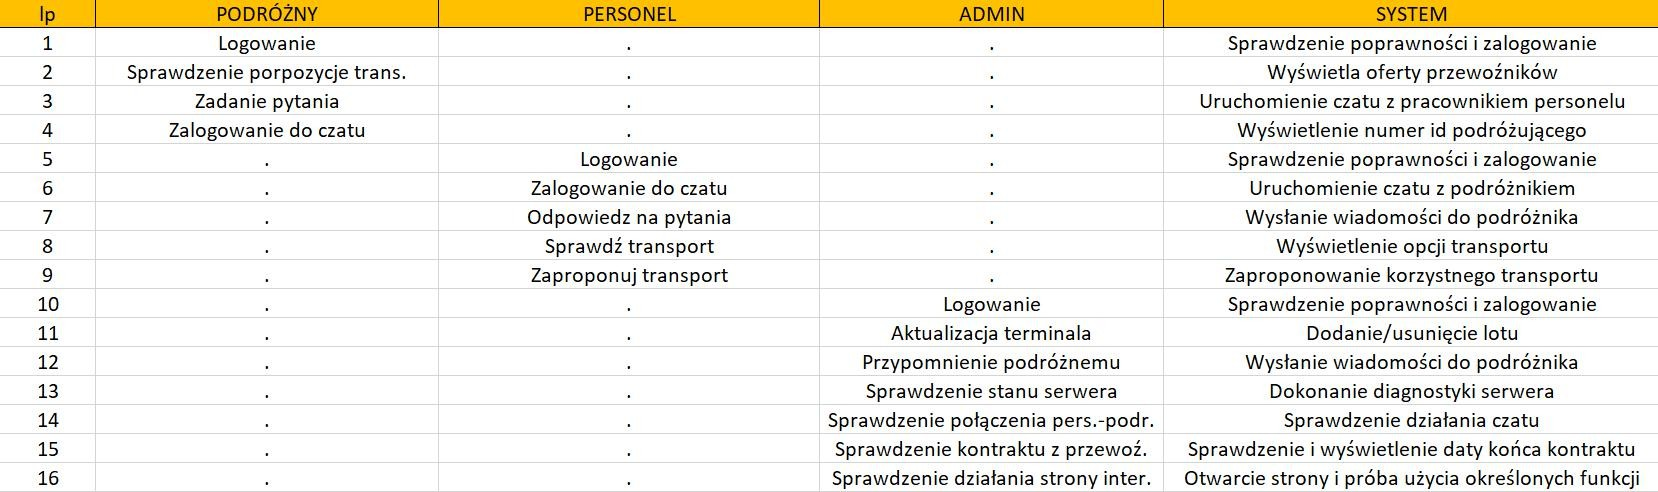 lp PODRÓŻNY PERSONEL ADMIN SYSTEM
1 Logowanie . . Sprawdzenie poprawności i zalogowanie
2 Sprawdzenie porpozycje trans. . . Wyświetla oferty przewoźników
3 Zadanie pytania . . Uruchomienie czatu z pracownikiem personelu
4 Zalogowanie do czatu . . Wyświetlenie numer id podróżującego
5 . Logowanie . Sprawdzenie poprawności i zalogowanie
6 . Zalogowanie do czatu . Uruchomienie czatu z podróżnikiem
7 . Odpowiedz na pytania . Wysłanie wiadomości do podróżnika
8 . Sprawdź transport . Wyświetlenie opcji transportu
9 . Zaproponuj transport . Zaproponowanie korzystnego transportu
10 . . Logowanie Sprawdzenie poprawności i zalogowanie
11 . . Aktualizacja terminala Dodanie/usunięcie lotu
12 . . Przypomnienie podróżnemu Wysłanie wiadomości do podróżnika
13 . . Sprawdzenie stanu serwera Dokonanie diagnostyki serwera
14 . . Sprawdzenie połączenia pers.-podr. Sprawdzenie działania czatu
15 . . Sprawdzenie kontraktu z przewoź. Sprawdzenie i wyświetlenie daty końca kontraktu
16 . . Sprawdzenie działania strony inter. Otwarcie strony i próba użycia określonych funkcji